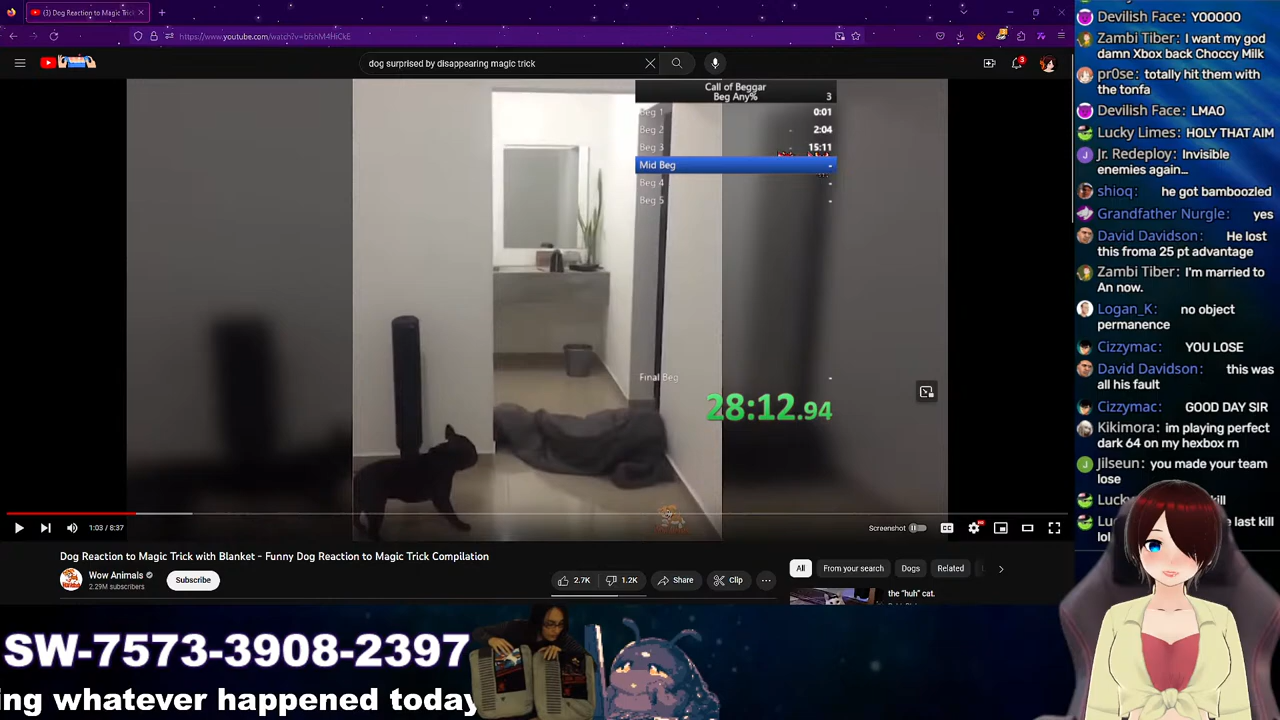 (3) Dog Reaction to Magic Tric
https://www.youtube.com/watch?v=bfshM4HiCkE
dog surprised by disappearing magic trick
3
Call of Beggar
Beg Any% 3
Beg 1 0:01
Beg 2 - 2:04
Beg 3 - 15:11
Mid Beg -
Beg 4 -
Beg 5 -
Final Beg -
28:12.94
1:03 / 8:37
Screenshot
CC
Dog Reaction to Magic Trick with Blanket - Funny Dog Reaction to Magic Trick Compilation
Wow Animals
2.29M subscribers
Subscribe
2.7K
1.2K
Share
Clip
All
From your search
Dogs
Related
the "huh" cat.
SW-7573-3908-2397
ing whatever happened today
Devilish Face: YOOOOO
Zambi Tiber: I want my god
damn Xbox back Choccy Milk
pr0se: totally hit them with
the tonfa
Devilish Face: LMAO
Lucky Limes: HOLY THAT AIM
Jr. Redeploy: Invisible
enemies again...
shioq: he got bamboozled
Grandfather Nurgle: yes
David Davidson: He lost
this froma 25 pt advantage
Zambi Tiber: I'm married to
An now.
Logan_K: no object
permanence
Cizzymac: YOU LOSE
David Davidson: this was
all his fault
Cizzymac: GOOD DAY SIR
Kikimora: im playing perfect
dark 64 on my hexbox rn
Jilseun: you made your team
lose
Luck kill
Lu last kill
lol